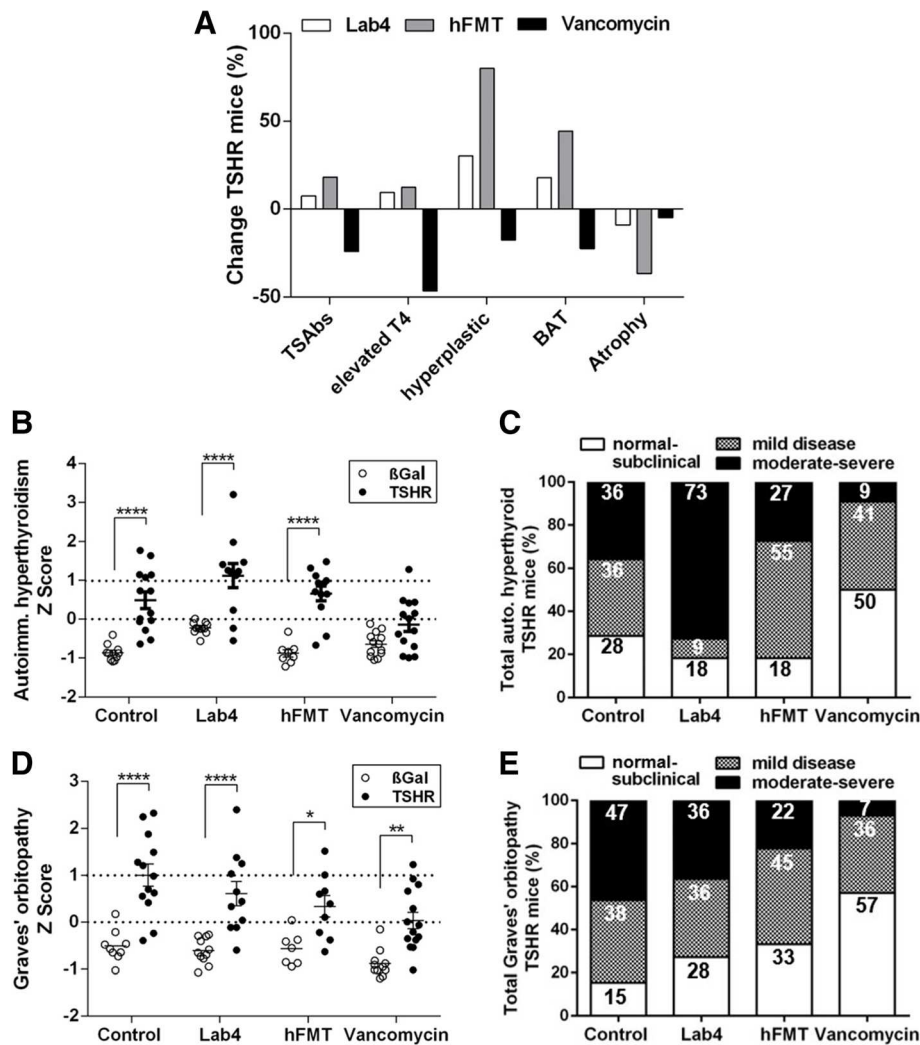 A
Lab4 hFMT Vancomycin
Change TSHR mice (%)
100
50
0
-50
TSAbs
elevated T4
hyperplastic
BAT
Atrophy
B
Autoimm. hyperthyroidism
Z Score
4
3
2
1
0
-1
-2
**** **** ****
ßGal
TSHR
Control Lab4 hFMT Vancomycin
C
normal-
subclinical
mild disease
moderate-severe
Total auto. hyperthyroid
TSHR mice (%)
100
80
60
40
20
0
36 73 27 9
36 9 55 41
28 18 18 50
Control Lab4 hFMT Vancomycin
D
Graves' orbitopathy
Z Score
3
2
1
0
-1
-2
**** **** * **
ßGal
TSHR
Control Lab4 hFMT Vancomycin
E
normal-
subclinical
mild disease
moderate-severe
Total Graves' orbitopathy
TSHR mice (%)
100
80
60
40
20
0
47 36 22 7
38 36 45 36
15 28 33 57
Control Lab4 hFMT Vancomycin